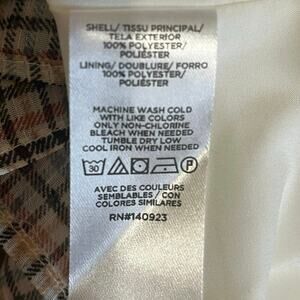 SHELL/ TISSU PRINCIPAL/
TELA EXTERIOR
100% POLYESTER/
POLIÉSTER
LINING/ DOUBLURE/ FORRO
100% POLYESTER/
POLIÉSTER
MACHINE WASH COLD
WITH LIKE COLORS
ONLY NON-CHLORINE
BLEACH WHEN NEEDED
TUMBLE DRY LOW
COOL IRON WHEN NEEDED
30
AVEC DES COULEURS
SEMBLABLES / CON
COLORES SIMILARES
RN#140923